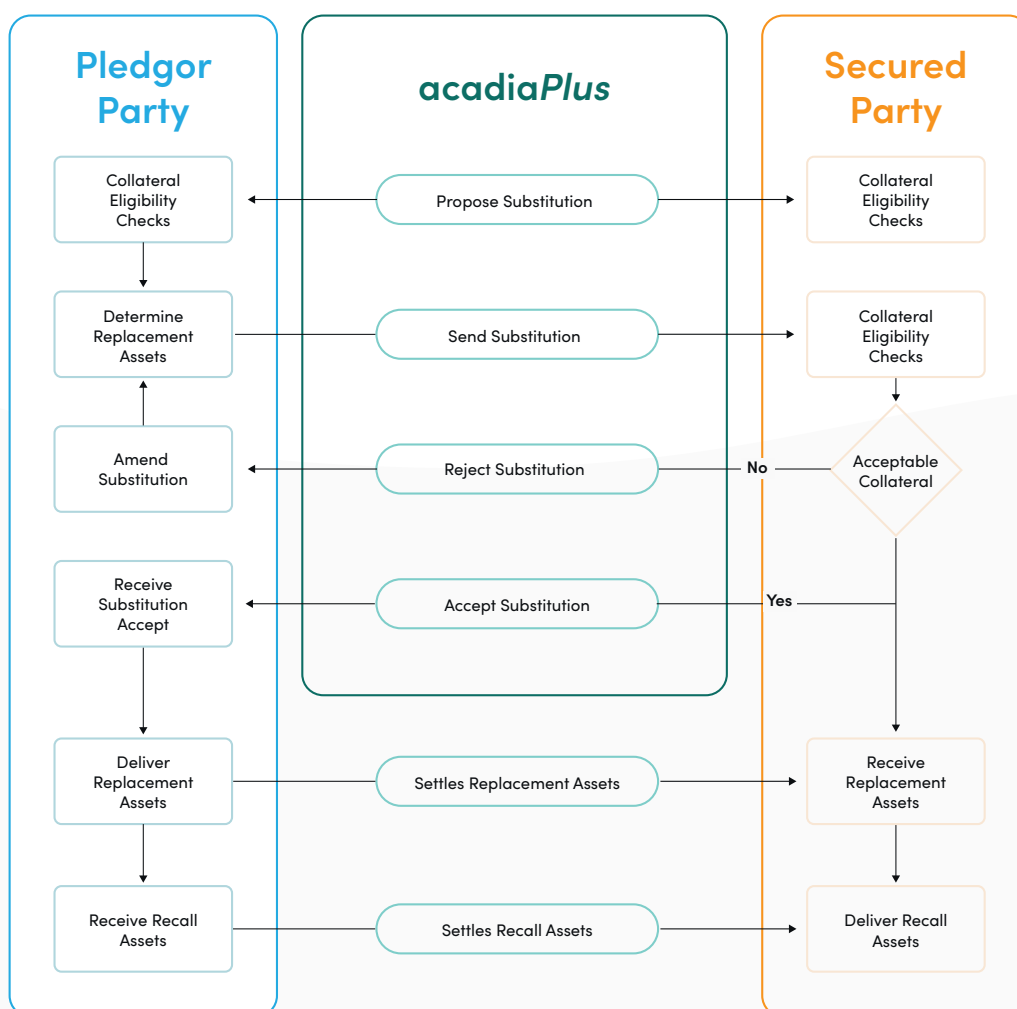 Pledgor
Party
acadiaPlus
Secured
Party
Collateral
Eligibility
Checks
Propose Substitution
Collateral
Eligibility
Checks
Determine
Replacement
Assets
Send Substitution
Collateral
Eligibility
Checks
Amend
Substitution
Reject Substitution
No
Acceptable
Collateral
Receive
Substitution
Accept
Accept Substitution
Yes
Deliver
Replacement
Assets
Settles Replacement Assets
Receive
Replacement
Assets
Receive Recall
Assets
Settles Recall Assets
Deliver Recall
Assets